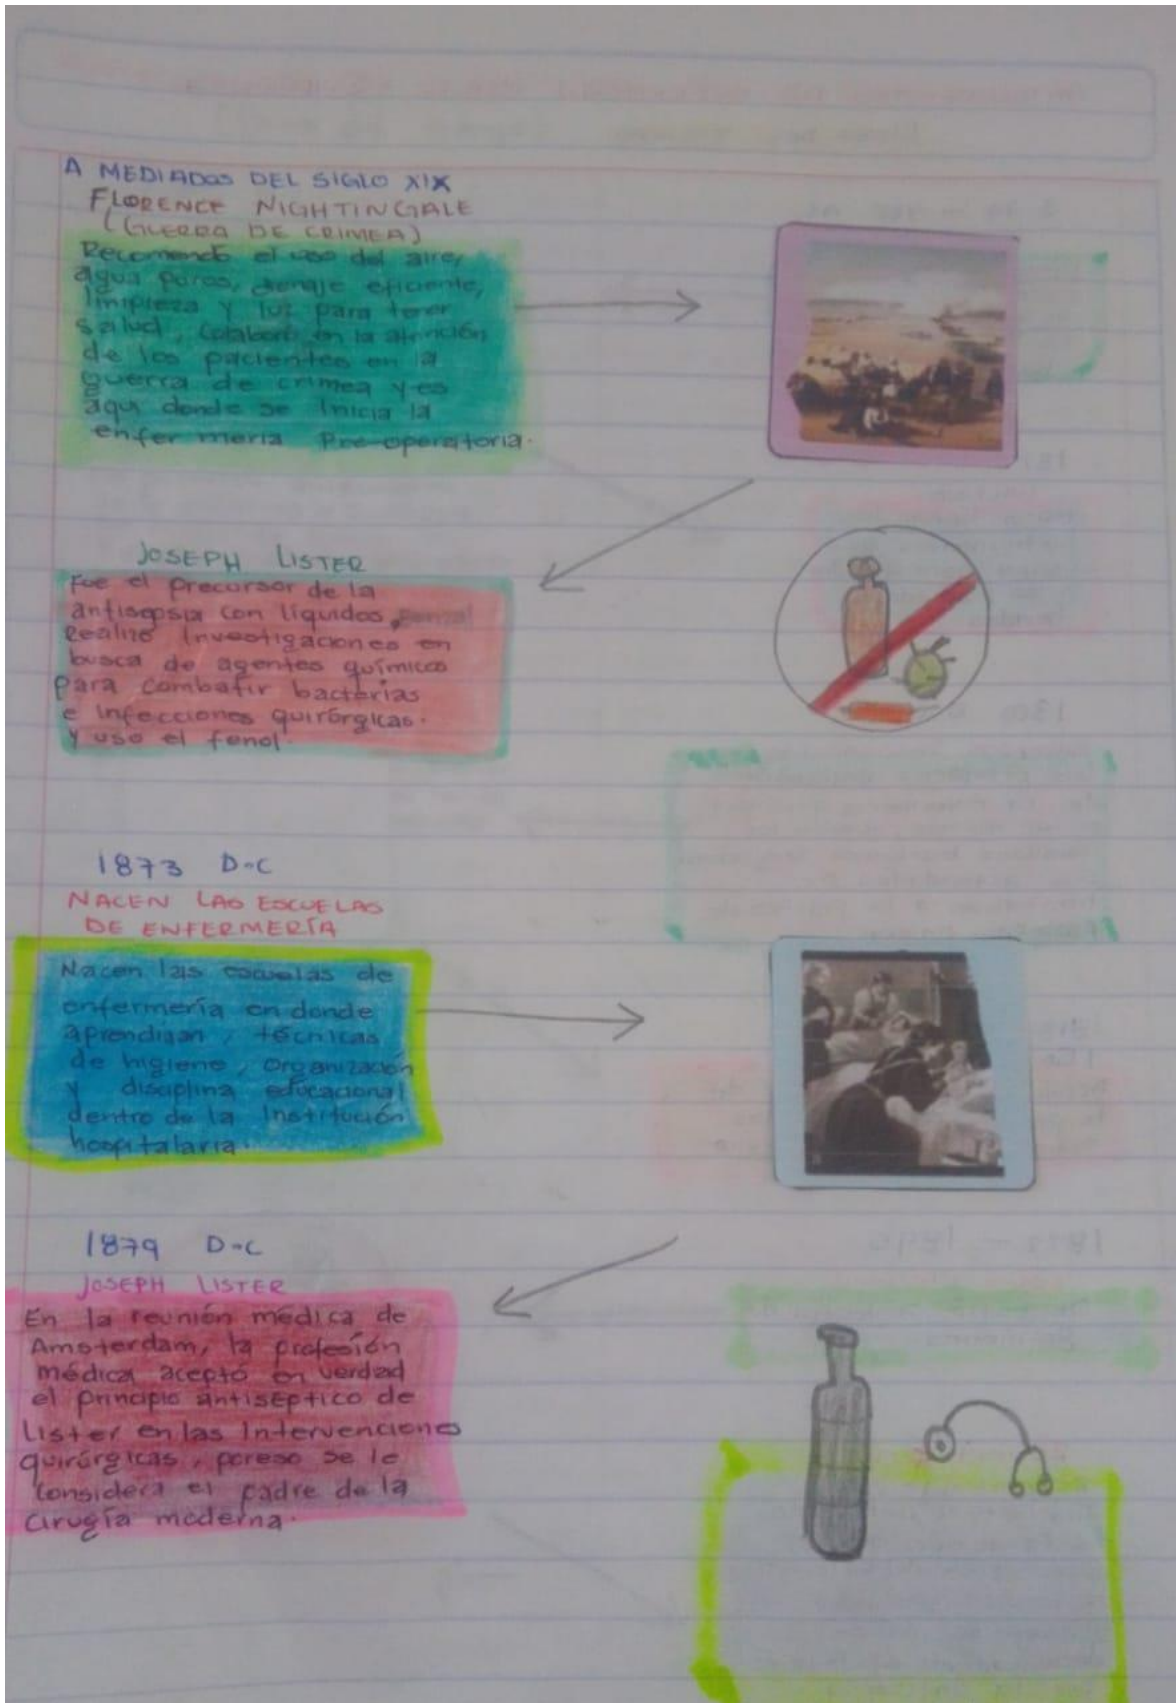 A MEDIADOS DEL SIGLO XIX
FLORENCE NIGHTINGALE
(GUERRA DE CRIMEA)
Recomendó el uso del aire,
agua puros, drenaje eficiente,
limpieza y luz para tener
salud, colaboró en la atención
de los pacientes en la
guerra de crimea y es
aqui donde se Inicia la
enfermería Pre-operatoria.
JOSEPH LISTER
Fue el precursor de la
antisepsia con líquidos,
Realizo Investigaciones en
busca de agentes químicos
para combatir bacterias
e Infecciones quirúrgicas.
y uso el fenol.
1873 D.C
NACEN LAS ESCUELAS
DE ENFERMERÍA
Nacen las escuelas de
enfermería en donde
aprendian, técnicas
de higiene, organización
y disciplina educacional
dentro de la Institución
hospitalaria.
1879 D.C
JOSEPH LISTER
En la reunión médica de
Amsterdam, la profesión
médica aceptó en verdad
el principio antiséptico de
Lister en las Intervenciones
quirúrgicas, poreso se le
considera el padre de la
cirugía moderna.